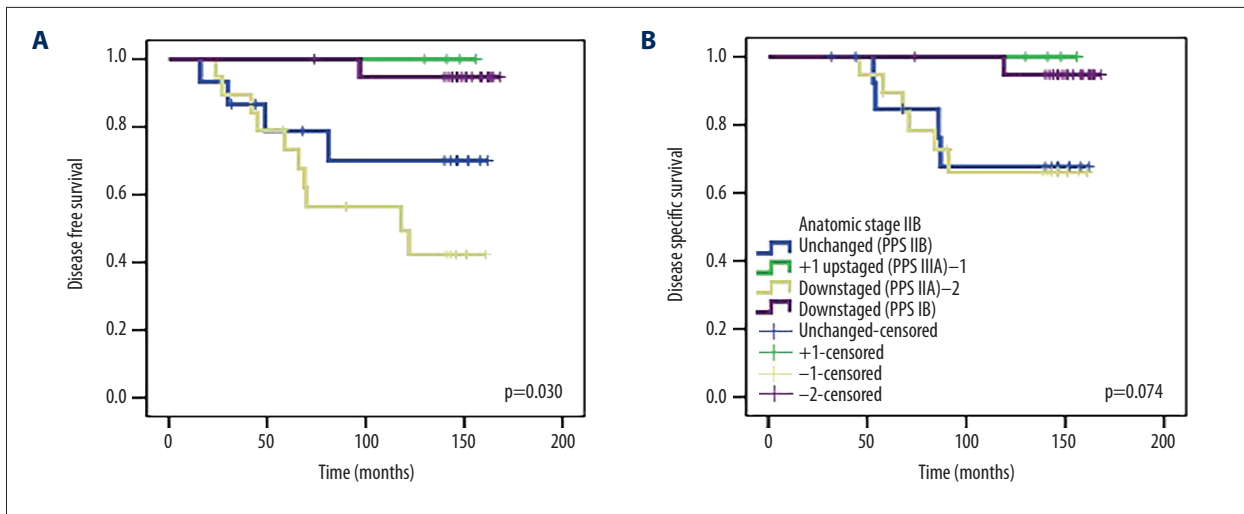 A
1.0
0.8
0.6
0.4
0.2
0.0
Disease free survival
p=0.030
0 50 100 150 200
Time (months)
B
1.0
0.8
0.6
0.4
0.2
0.0
Disease specific survival
Anatomic stage IIB
Unchanged (PPS IIB)
+1 upstaged (PPS IIIA)–1
Downstaged (PPS IIA)–2
Downstaged (PPS IB)
Unchanged-censored
+1-censored
–1-censored
–2-censored
p=0.074
0 50 100 150 200
Time (months)